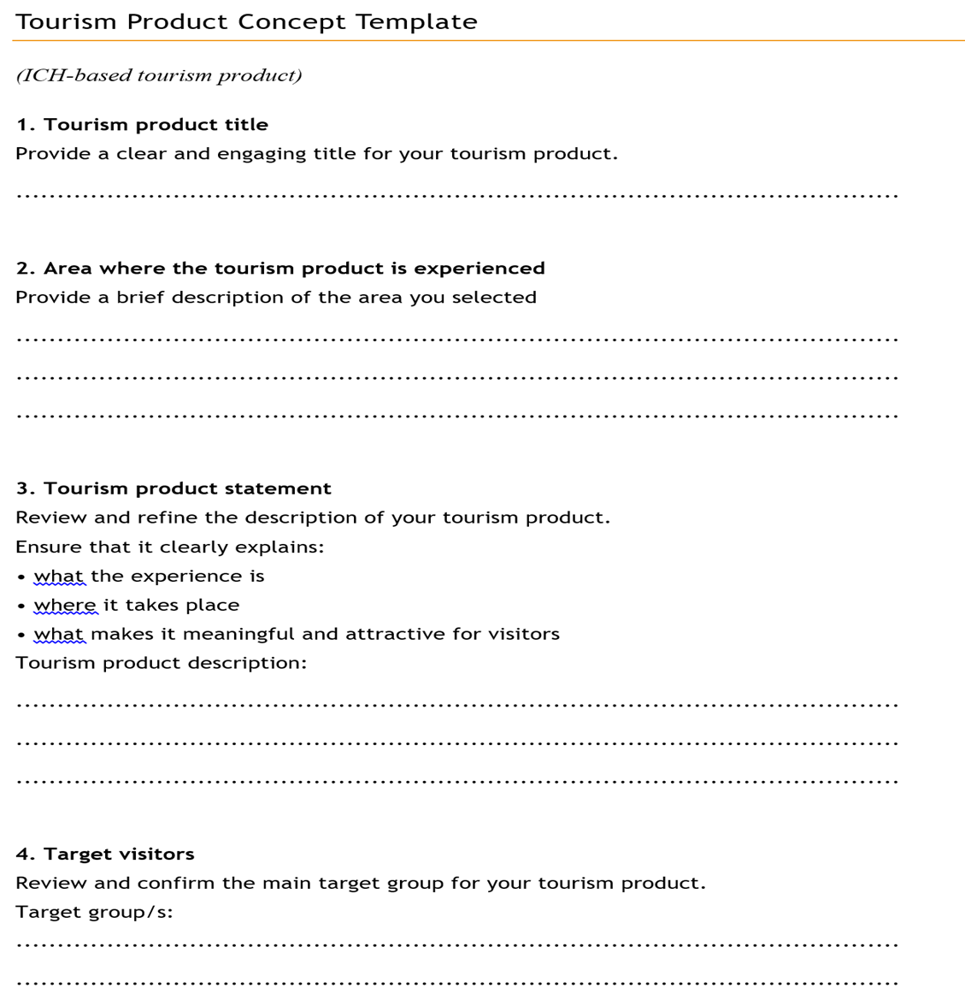 Tourism Product Concept Template
(ICH-based tourism product)
1. Tourism product title
Provide a clear and engaging title for your tourism product.
...........................................................................................................
2. Area where the tourism product is experienced
Provide a brief description of the area you selected
...........................................................................................................
...........................................................................................................
...........................................................................................................
3. Tourism product statement
Review and refine the description of your tourism product.
Ensure that it clearly explains:
• what the experience is
• where it takes place
• what makes it meaningful and attractive for visitors
Tourism product description:
...........................................................................................................
...........................................................................................................
...........................................................................................................
4. Target visitors
Review and confirm the main target group for your tourism product.
Target group/s:
...........................................................................................................
...........................................................................................................